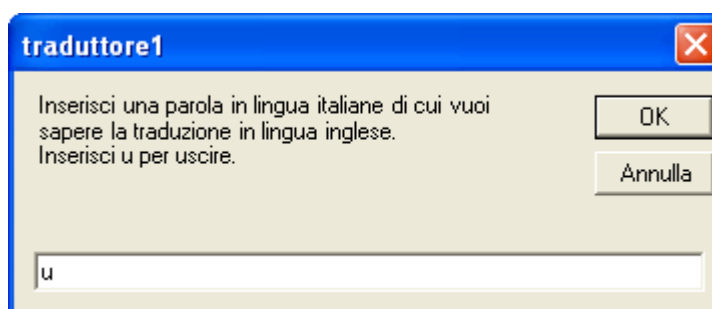 traduttore1
Inserisci una parola in lingua italiane di cui vuoi
sapere la traduzione in lingua inglese.
Inserisci u per uscire.
OK
Annulla
u